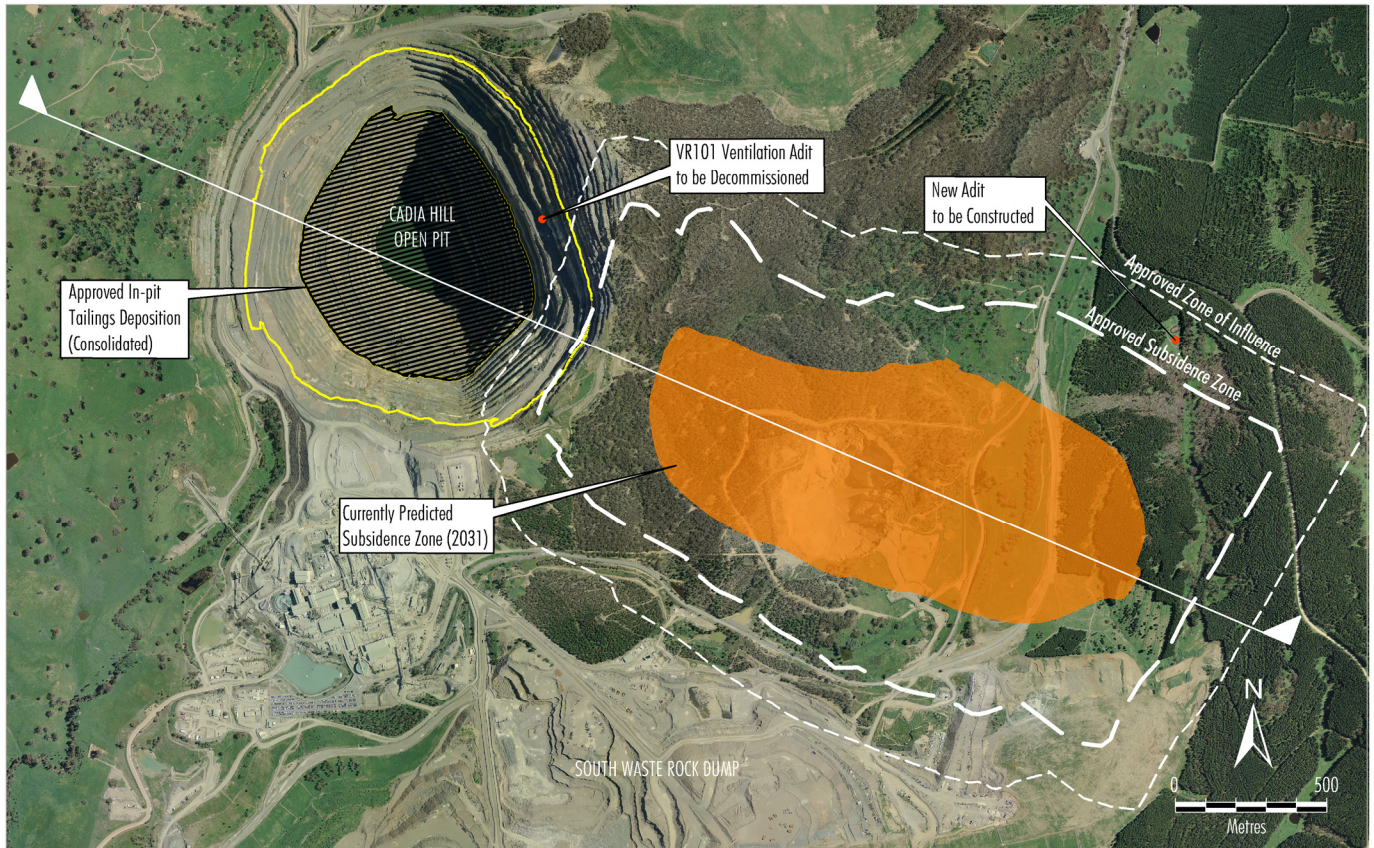 VR101 Ventilation Adit
to be Decommissioned
New Adit
to be Constructed
CADIA HILL
OPEN PIT
Approved In-pit
Tailings Deposition
(Consolidated)
Approved Zone of Influence
Approved Subsidence Zone
Currently Predicted
Subsidence Zone (2031)
SOUTH WASTE ROCK DUMP
N
0 500
Metres